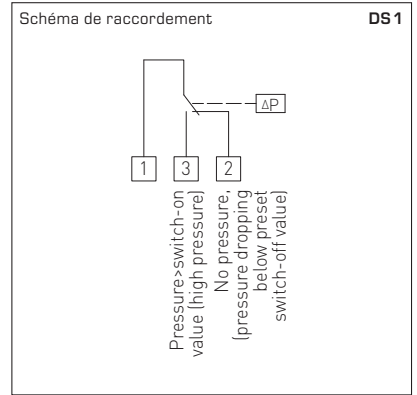 Schéma de raccordement DS1
ΔP
1 3 2
Pressure>switch-on
value (high pressure)
No pressure,
(pressure dropping
below preset
switch-off value)